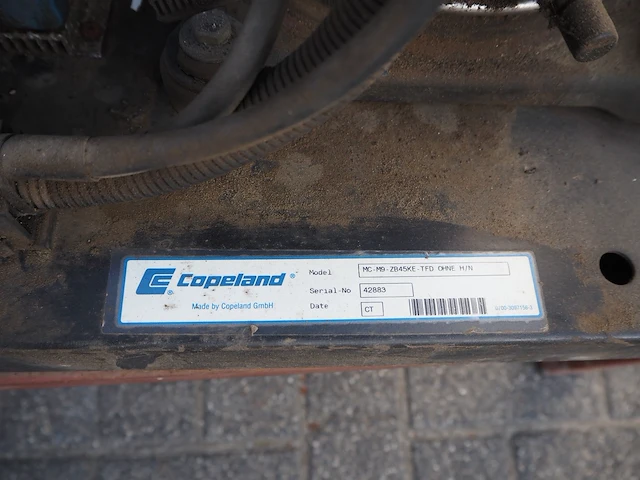 Copeland®
Made by Copeland GmbH
Model MC-M9-ZB45KE-TFD OHNE H/N
Serial-No 42883
Date CT